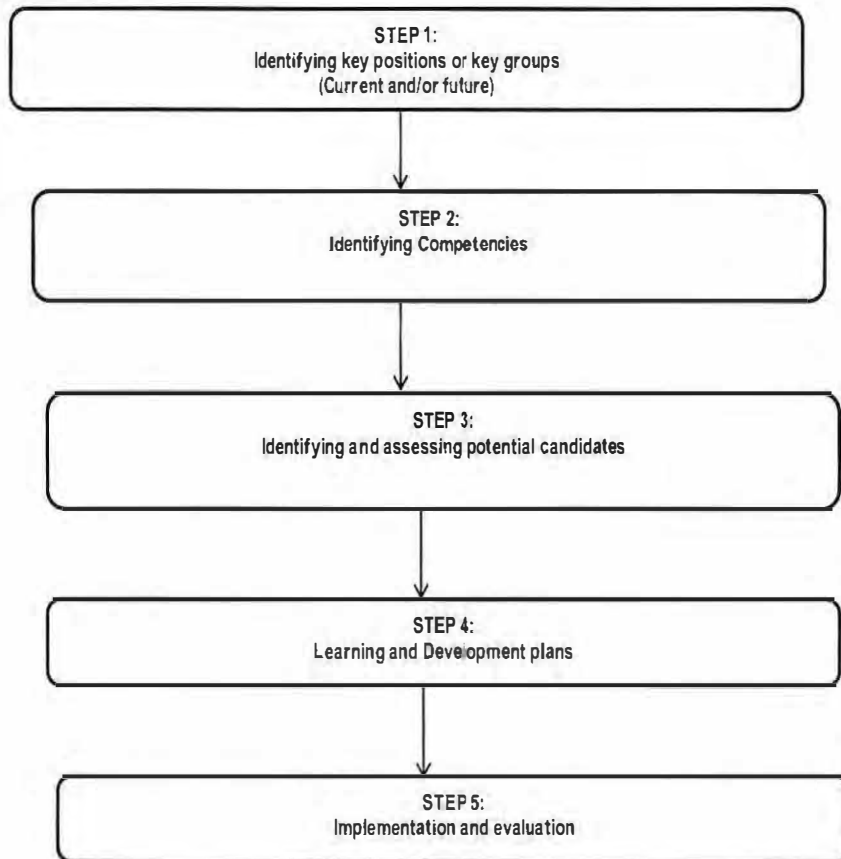 STEP 1:
Identifying key positions or key groups
(Current and/or future)
STEP 2:
Identifying Competencies
STEP 3:
Identifying and assessing potential candidates
STEP 4:
Learning and Development plans
STEP 5:
Implementation and evaluation